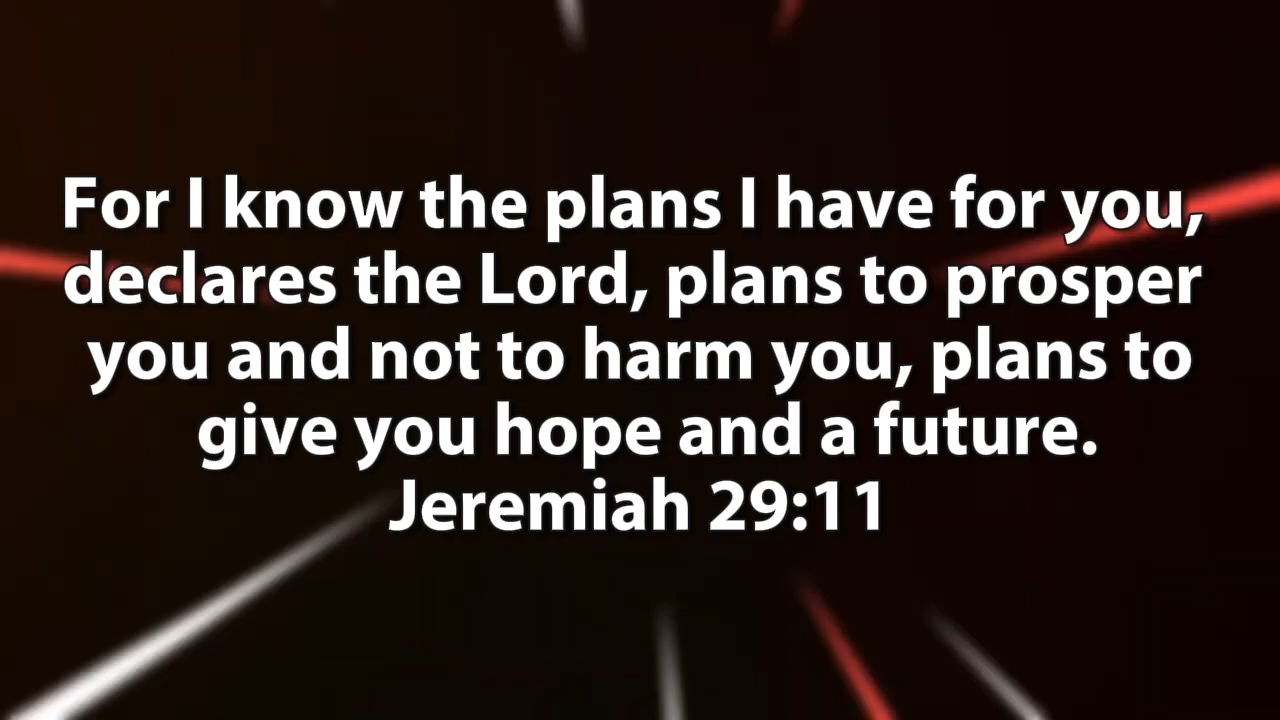 For I know the plans I have for you,
declares the Lord, plans to prosper
you and not to harm you, plans to
give you hope and a future.
Jeremiah 29:11